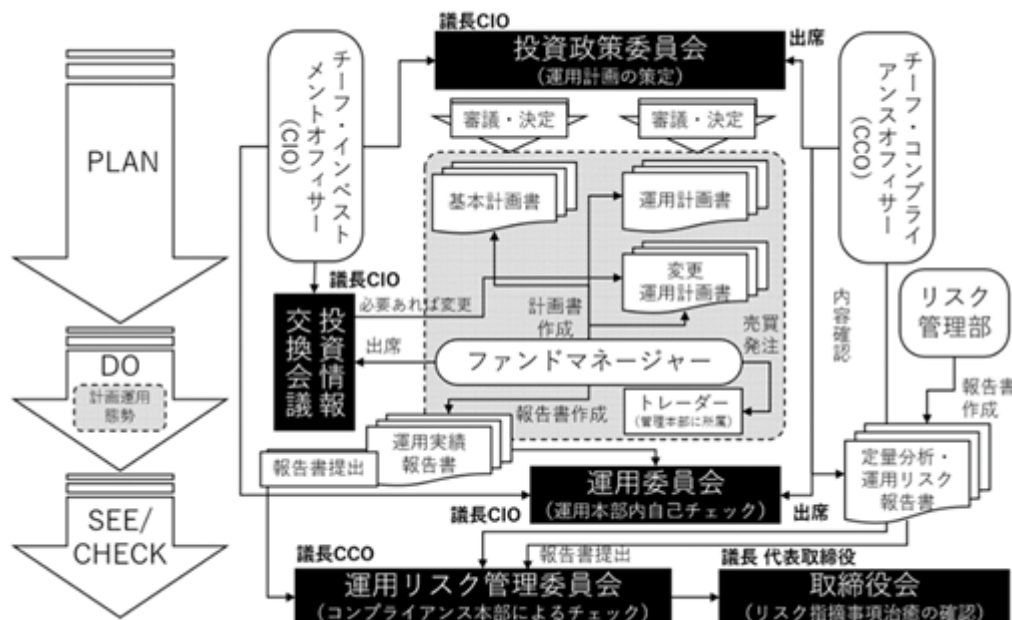 PLAN
DO
計画運用
態勢
SEE/
CHECK
チーフ・インベスト
メントオフィサー
(CIO)
議長CIO
投資政策委員会
(運用計画の策定)
出席
チーフ・コンプライ
アンスオフィサー
(CCO)
審議・決定
審議・決定
基本計画書
運用計画書
変更
運用計画書
議長CIO
投資情報
交換会議
必要あれば変更
計画書
作成
売買
発注
出席
ファンドマネージャー
報告書作成
トレーダー
(管理本部に所属)
内容確認
リスク
管理部
報告書
作成
運用実績
報告書
報告書提出
定量分析・
運用リスク
報告書
運用委員会
(運用本部内自己チェック)
議長CIO
出席
報告書提出
議長CCO
運用リスク管理委員会
(コンプライアンス本部によるチェック)
議長 代表取締役
取締役会
(リスク指摘事項治癒の確認)